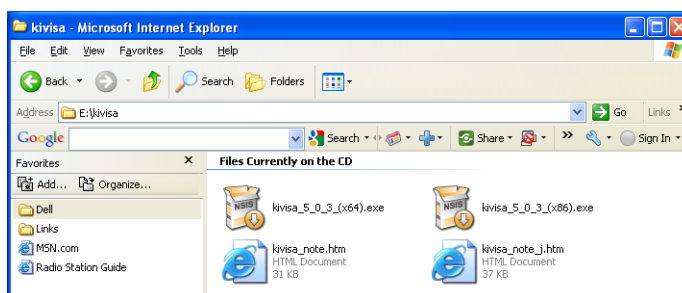 kivisa - Microsoft Internet Explorer
File Edit View Favorites Tools Help
Back Search Folders
Address E:\kivisa Go Links
Google Search Share Sign In
Favorites
Add... Organize...
Dell
Links
MSN.com
Radio Station Guide
Files Currently on the CD
NSIS kivisa_5_0_3_(x64).exe NSIS kivisa_5_0_3_(x86).exe
kivisa_note.htm kivisa_note_j.htm
HTML Document HTML Document
31 KB 37 KB